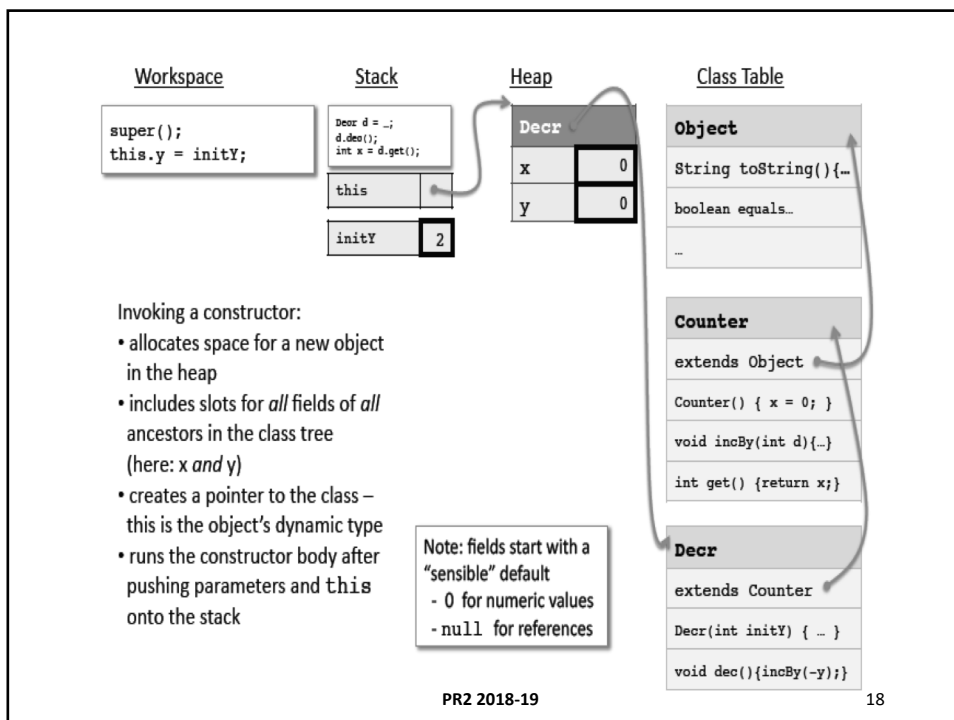 Workspace
Stack
Heap
Class Table
super();
this.y = initY;
Decr d = _;
d.dec();
int x = d.get();
this
initY 2
Decr
x 0
y 0
Object
String toString(){…
boolean equals…
…
Counter
extends Object
Counter() { x = 0; }
void incBy(int d){…}
int get() {return x;}
Decr
extends Counter
Decr(int initY) { … }
void dec(){incBy(-y);}
Invoking a constructor:
• allocates space for a new object
in the heap
• includes slots for all fields of all
ancestors in the class tree
(here: x and y)
• creates a pointer to the class –
this is the object’s dynamic type
• runs the constructor body after
pushing parameters and this
onto the stack
Note: fields start with a
“sensible” default
- 0 for numeric values
- null for references
PR2 2018-19
18